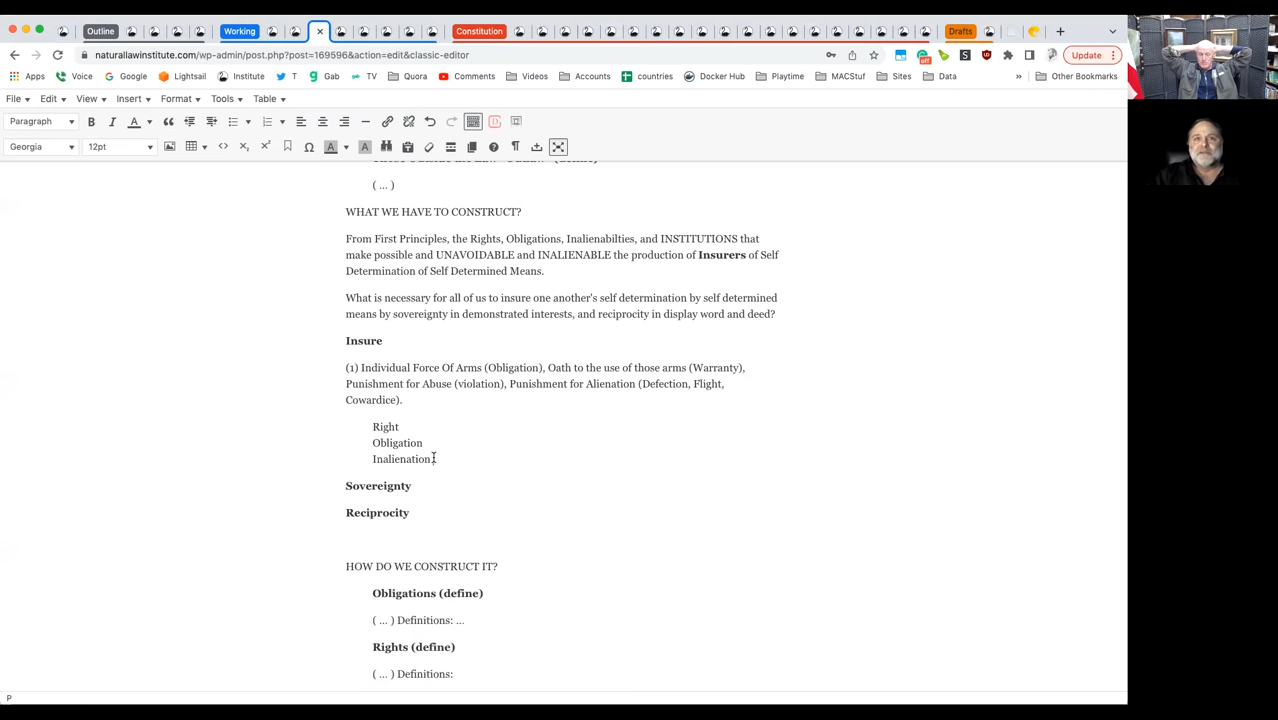 Outline
Working
Constitution
Drafts
naturallawinstitute.com/wp-admin/post.php?post=169596&action=edit&classic-editor
Update
Apps
Voice
Google
Lightsail
Institute
T
Gab
TV
Quora
Comments
Videos
Accounts
countries
Docker Hub
Playtime
MACStuf
Sites
Data
»
Other Bookmarks
File
Edit
View
Insert
Format
Tools
Table
Paragraph
Georgia
12pt
( ... )
WHAT WE HAVE TO CONSTRUCT?
From First Principles, the Rights, Obligations, Inalienabilties, and INSTITUTIONS that
make possible and UNAVOIDABLE and INALIENABLE the production of Insurers of Self
Determination of Self Determined Means.
What is necessary for all of us to insure one another's self determination by self determined
means by sovereignty in demonstrated interests, and reciprocity in display word and deed?
Insure
(1) Individual Force Of Arms (Obligation), Oath to the use of those arms (Warranty),
Punishment for Abuse (violation), Punishment for Alienation (Defection, Flight,
Cowardice).
Right
Obligation
Inalienation
Sovereignty
Reciprocity
HOW DO WE CONSTRUCT IT?
Obligations (define)
( ... ) Definitions: ...
Rights (define)
( ... ) Definitions:
P